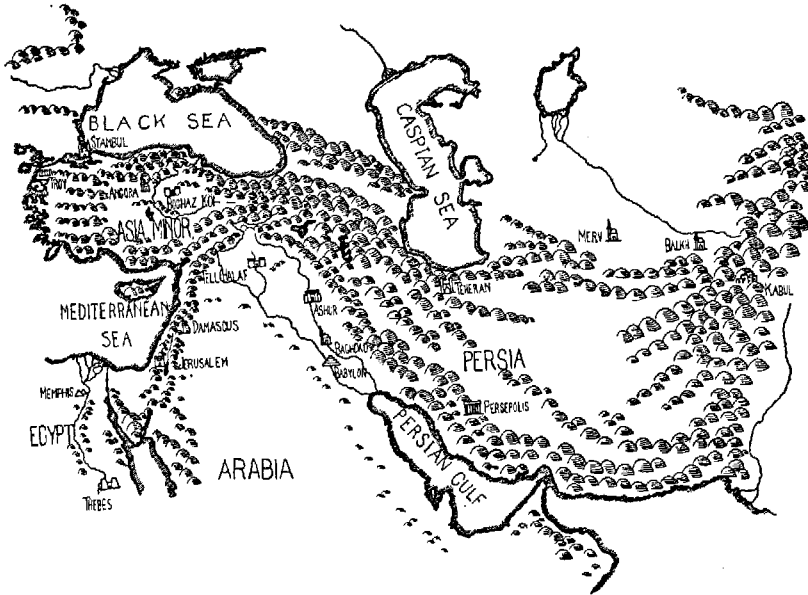 BLACK SEA
STAMBUL
TROY
ANGORA
BOGHAZ KOI
ASIA MINOR
CASPIAN SEA
MERV
BALKH
KABUL
TELL HALAF
TEHERAN
ASHUR
MEDITERRANEAN
SEA
DAMASCUS
BAGHDAD
BABYLON
JERUSALEM
PERSIA
MEMPHIS
PERSEPOLIS
EGYPT
ARABIA
PERSIAN GULF
THEBES